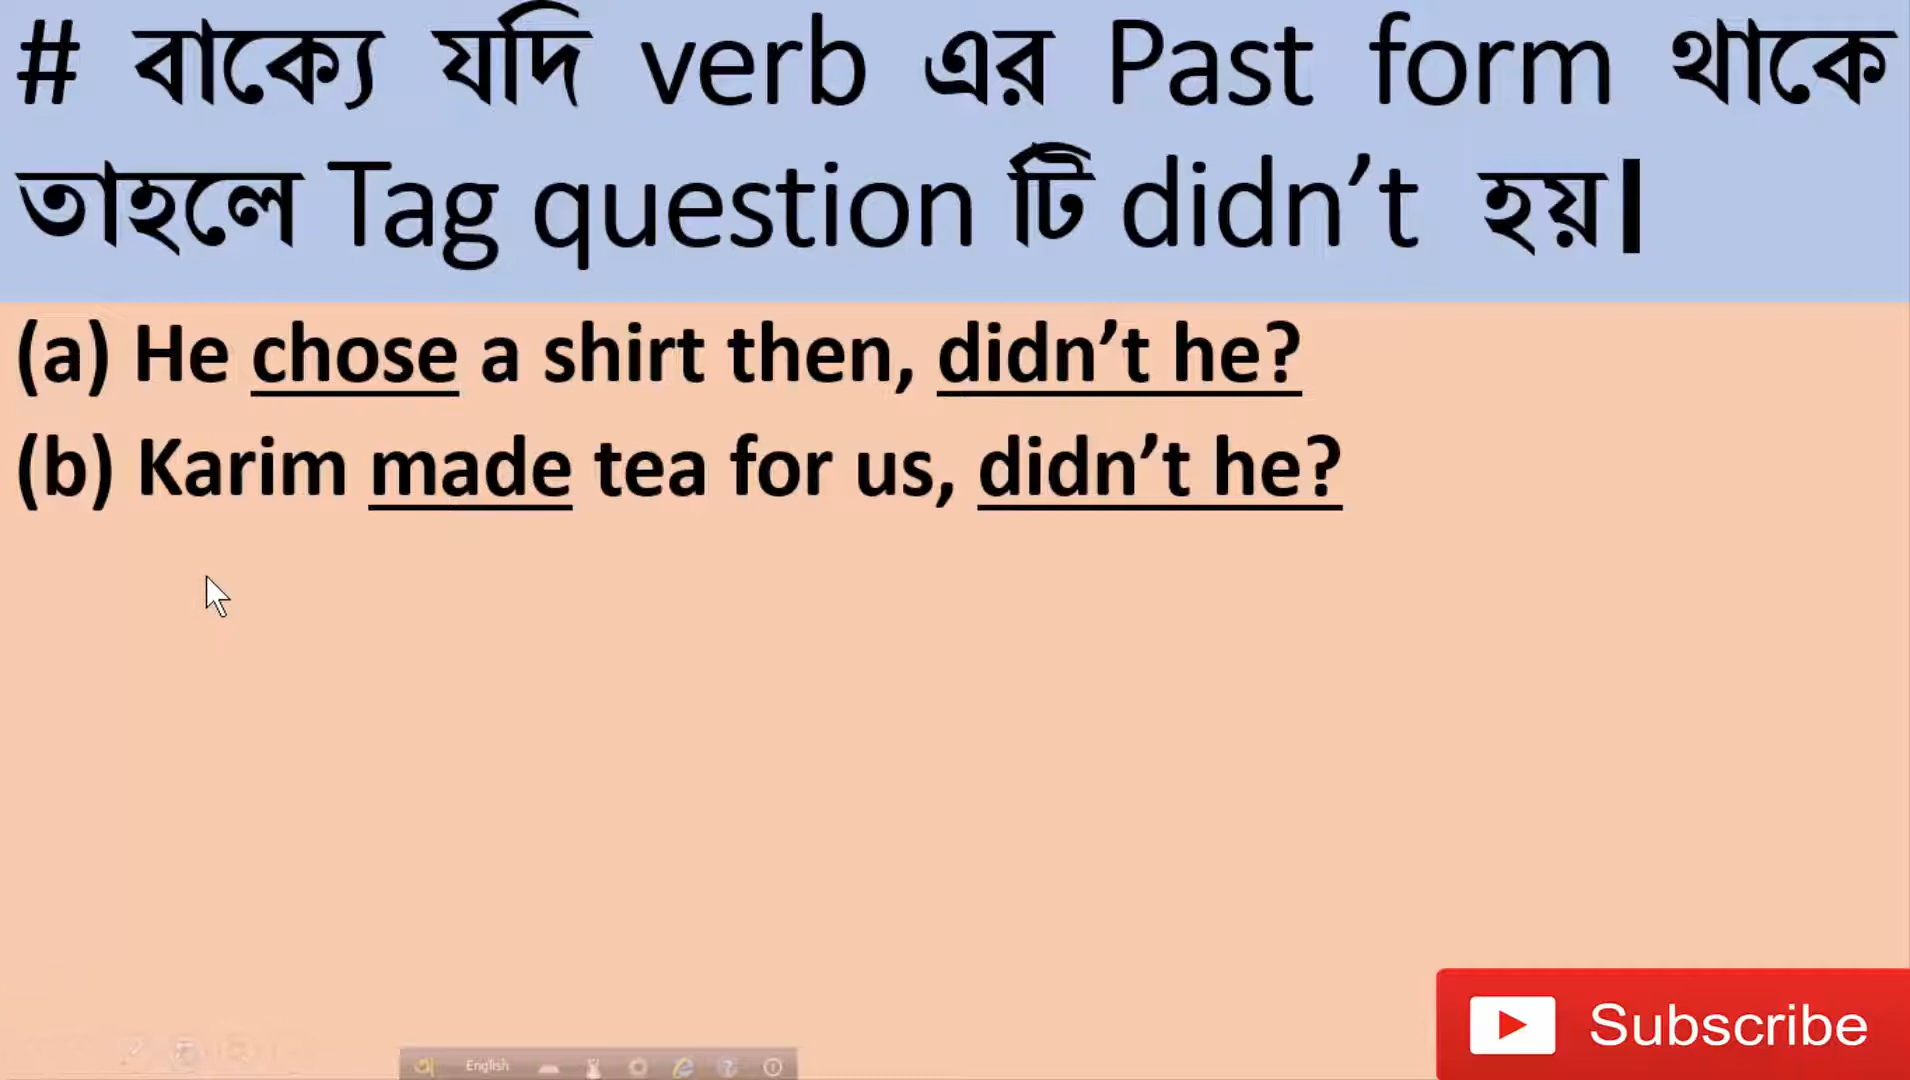 # বাক্যে যদি verb এর Past form থাকে
তাহলে Tag question টি didn’t হয়।
(a) He chose a shirt then, didn’t he?
(b) Karim made tea for us, didn’t he?
Subscribe
English